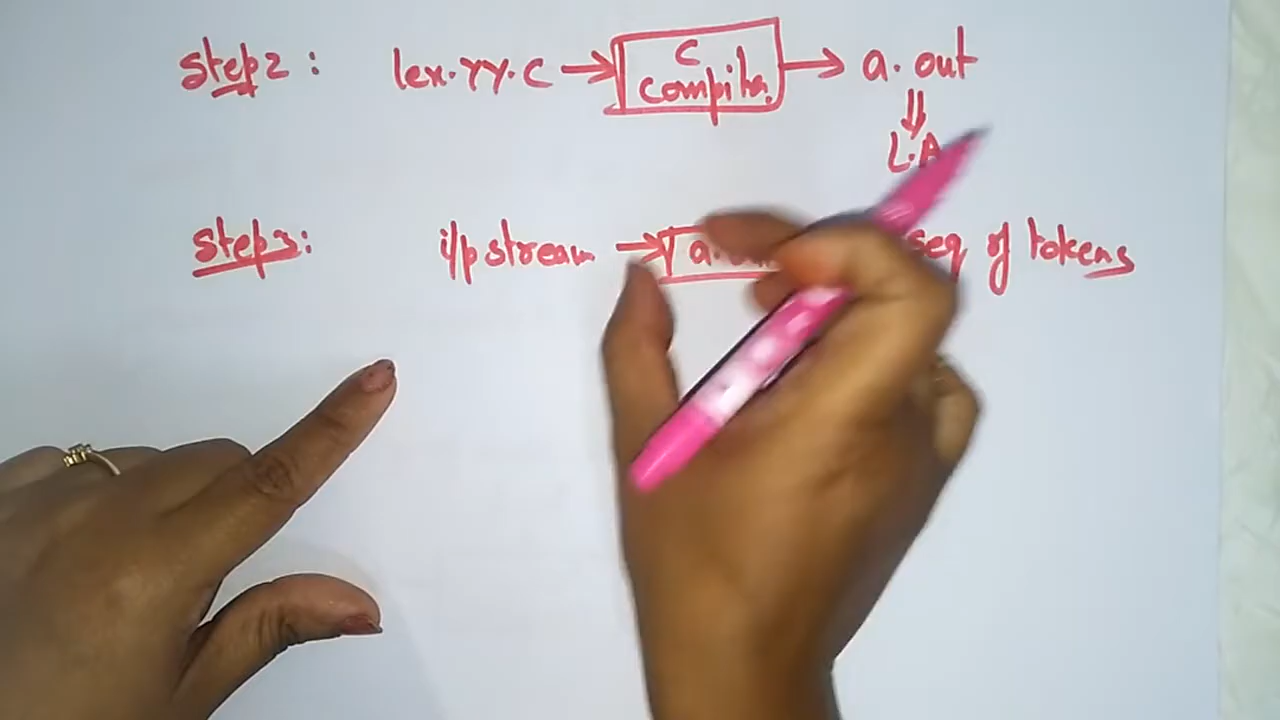 step2 : lex.yy.c → C compiler → a.out
⇓
L.A
step3: i/p stream → seq of tokens